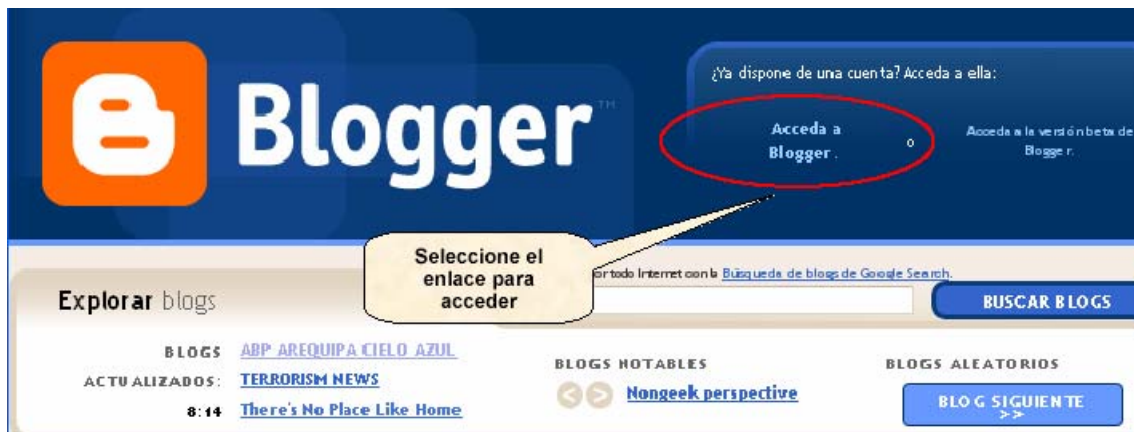 ¿Ya dispone de una cuenta? Acceda a ella:
Blogger™
Acceda a
Blogger.
o
Acceda a la versión beta de
Blogger.
Seleccione el
enlace para
acceder
por todo Internet con la Búsqueda de blogs de Google Search.
Explorar blogs
BUSCAR BLOGS
BLOGS
ACTUALIZADOS:
8:14
ABP AREQUIPA CIELO AZUL
TERRORISM NEWS
There's No Place Like Home
BLOGS NOTABLES
Nongeek perspective
BLOGS ALEATORIOS
BLOG SIGUIENTE
>>